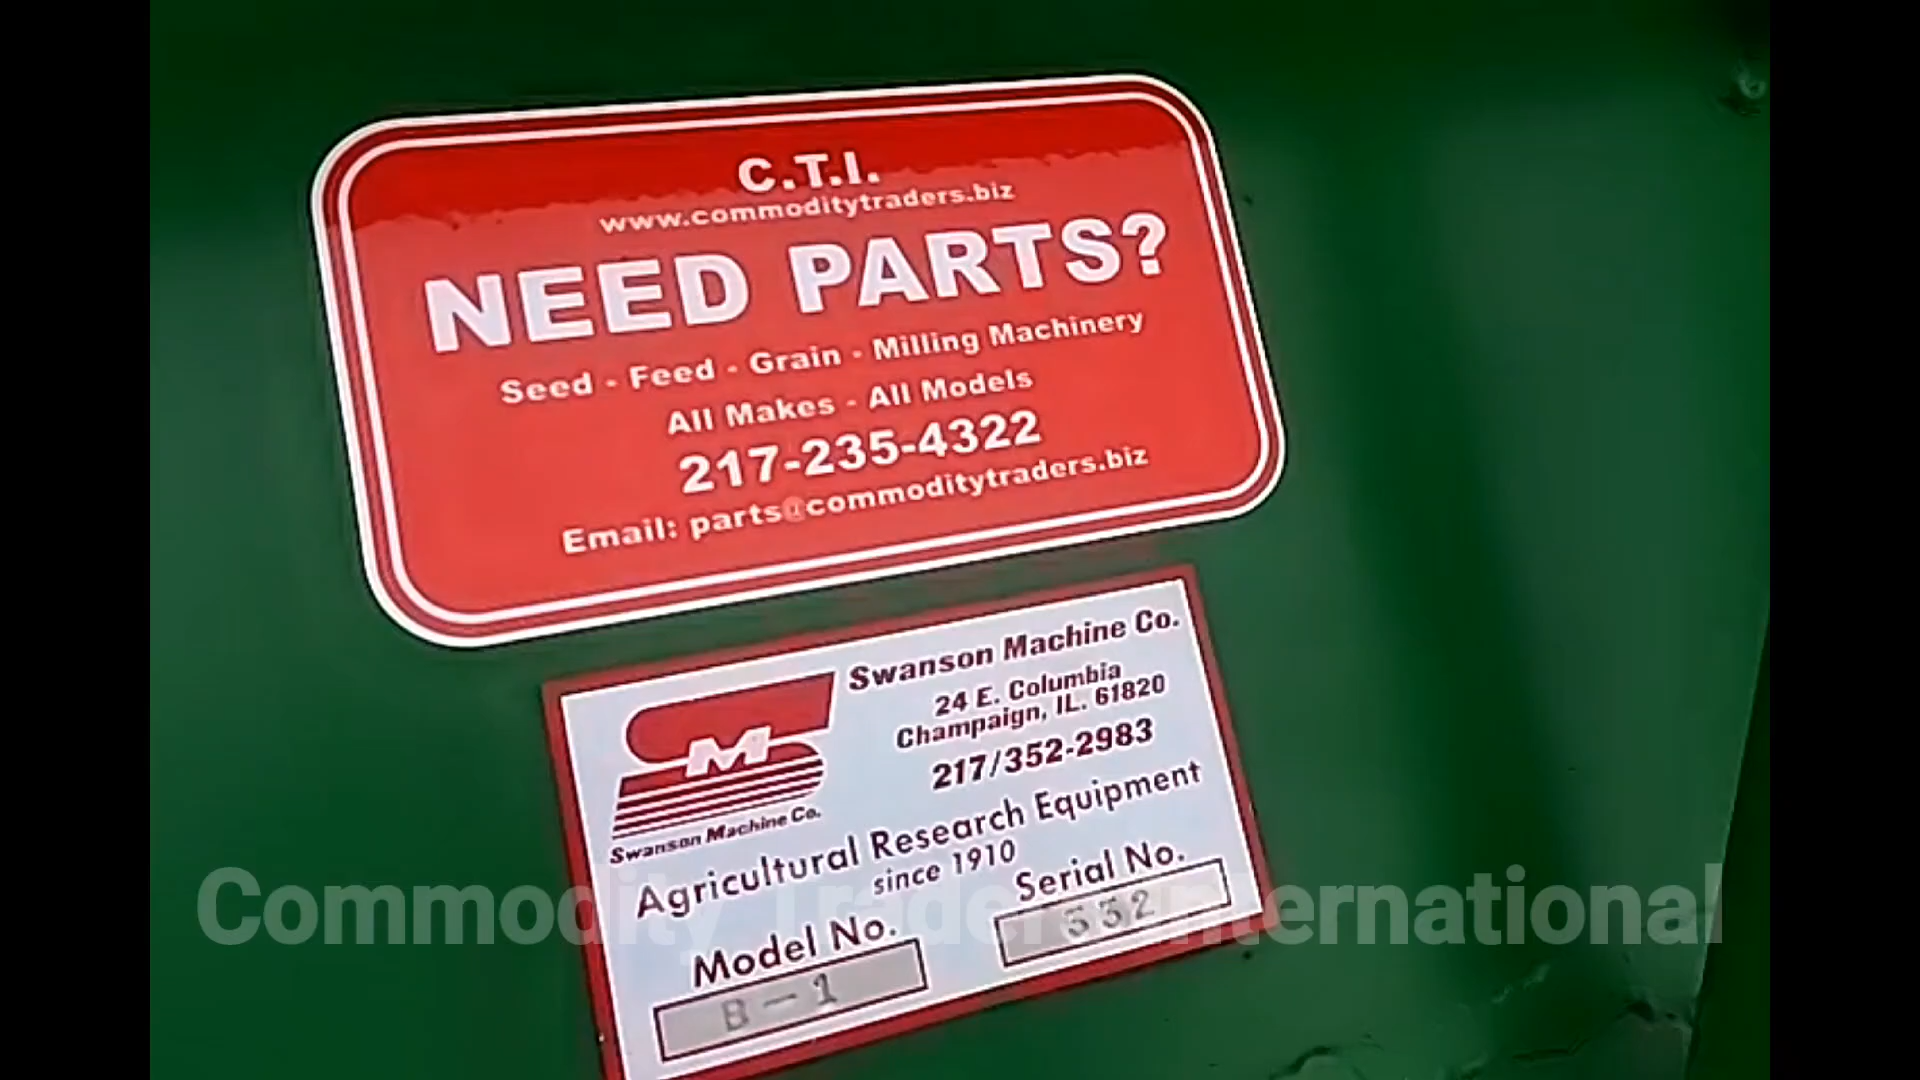 C.T.I.
www.commoditytraders.biz
NEED PARTS?
Seed - Feed - Grain - Milling Machinery
All Makes - All Models
217-235-4322
Email: parts@commoditytraders.biz
SM
Swanson Machine Co.
Swanson Machine Co.
24 E. Columbia
Champaign, IL. 61820
217/352-2983
Agricultural Research Equipment
since 1910
Model No.
B-1
Serial No.
332
Commodity Traders International